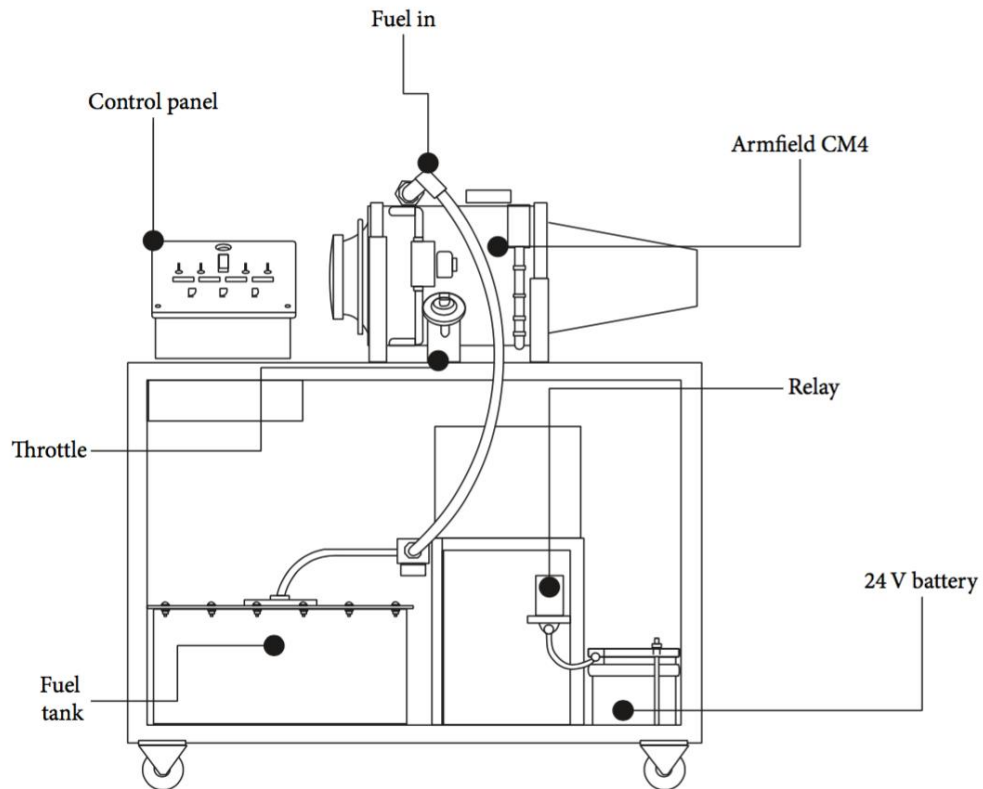 Fuel in
Control panel
Armfield CM4
Relay
Throttle
24 V battery
Fuel
tank